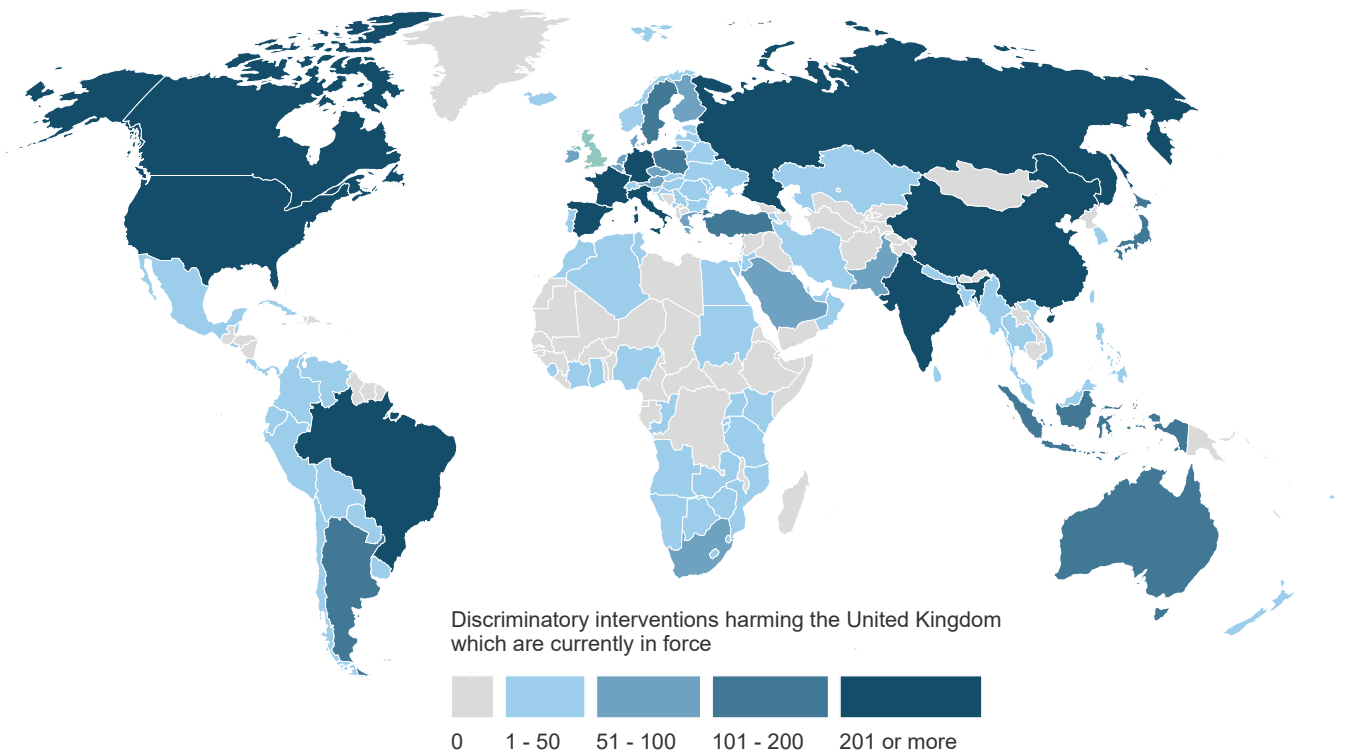 Discriminatory interventions harming the United Kingdom
which are currently in force
0 1 - 50 51 - 100 101 - 200 201 or more